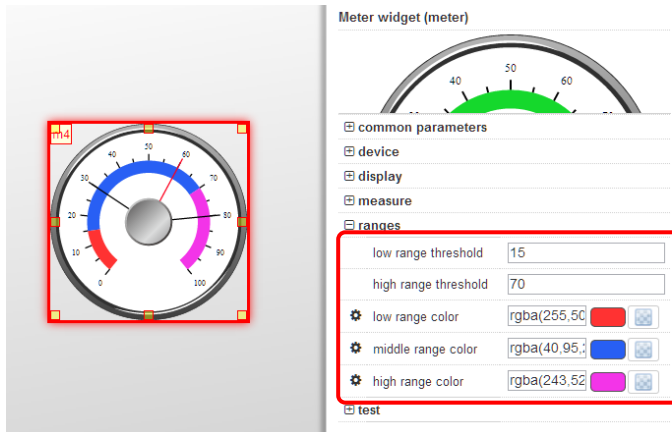 Meter widget (meter)
40
50
60
common parameters
device
display
measure
ranges
low range threshold 15
high range threshold 70
low range color rgba(255,50
middle range color rgba(40,95,
high range color rgba(243,52
test
m4
0
10
20
30
40
50
60
70
80
100